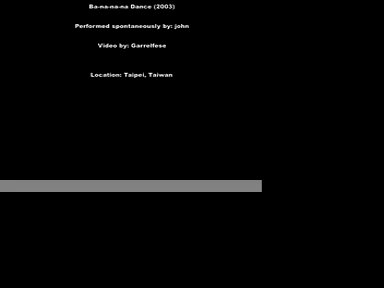 Ba-na-na-na Dance (2003)
Performed spontaneously by: john
Video by: Garrelfese
Location: Taipei, Taiwan